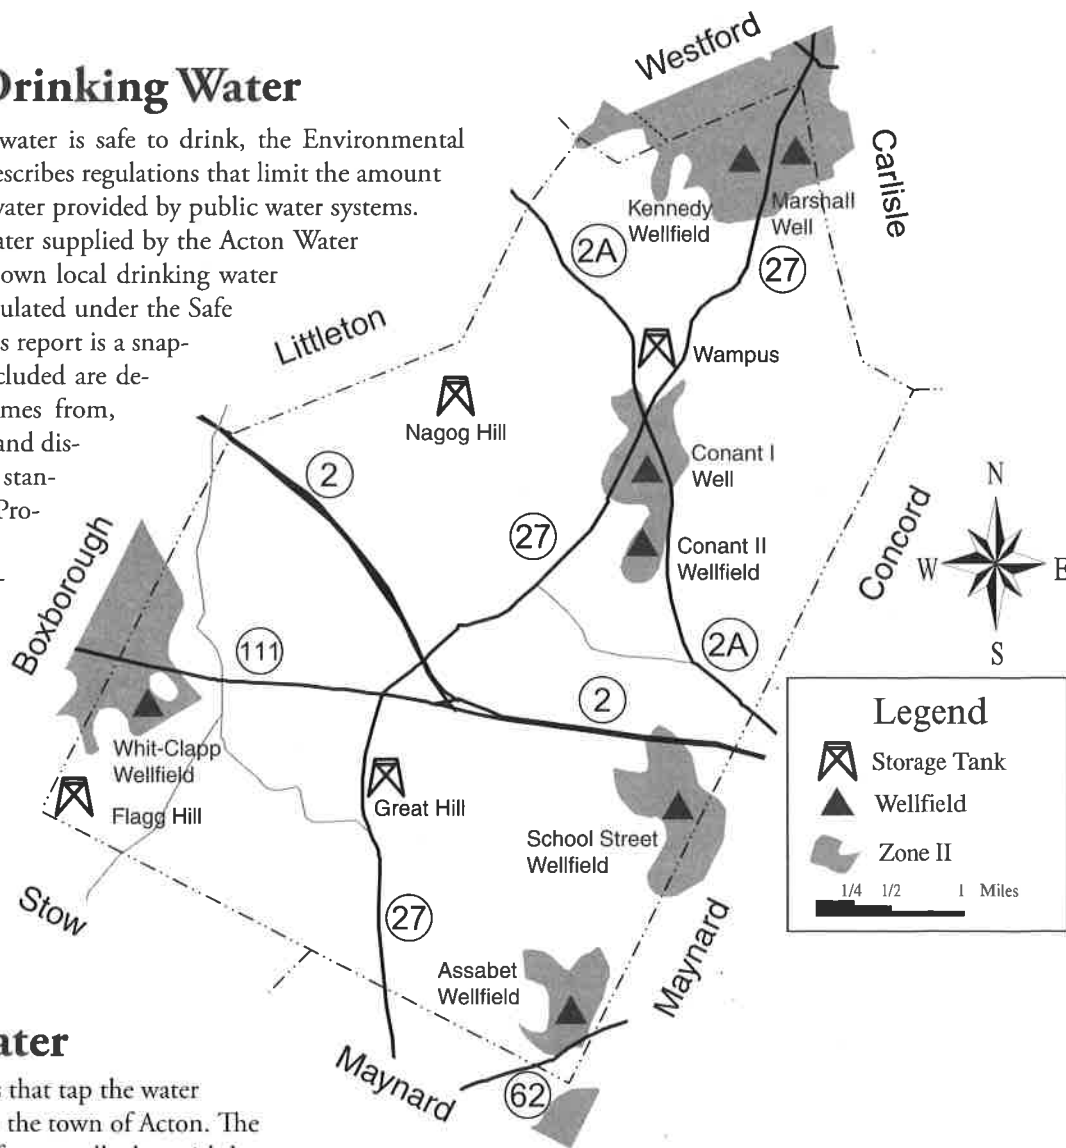 Drinking Water
water is safe to drink, the Environmental
escribes regulations that limit the amount
water provided by public water systems.
ater supplied by the Acton Water
own local drinking water
ulated under the Safe
s report is a snap-
cluded are de-
mes from,
and dis-
stan-
Pro-
-
ater
s that tap the water
the town of Acton. The
Westford
Carlisle
Kennedy
Wellfield
Marshall
Well
2A
27
Littleton
Wampus
Nagog Hill
2
Conant I
Well
27
Conant II
Wellfield
Concord
N
W
E
S
Boxborough
111
2A
2
Whit-Clapp
Wellfield
Flagg Hill
Great Hill
School Street
Wellfield
Stow
27
Assabet
Wellfield
Maynard
Maynard
62
Legend
Storage Tank
Wellfield
Zone II
1/4 1/2 1 Miles